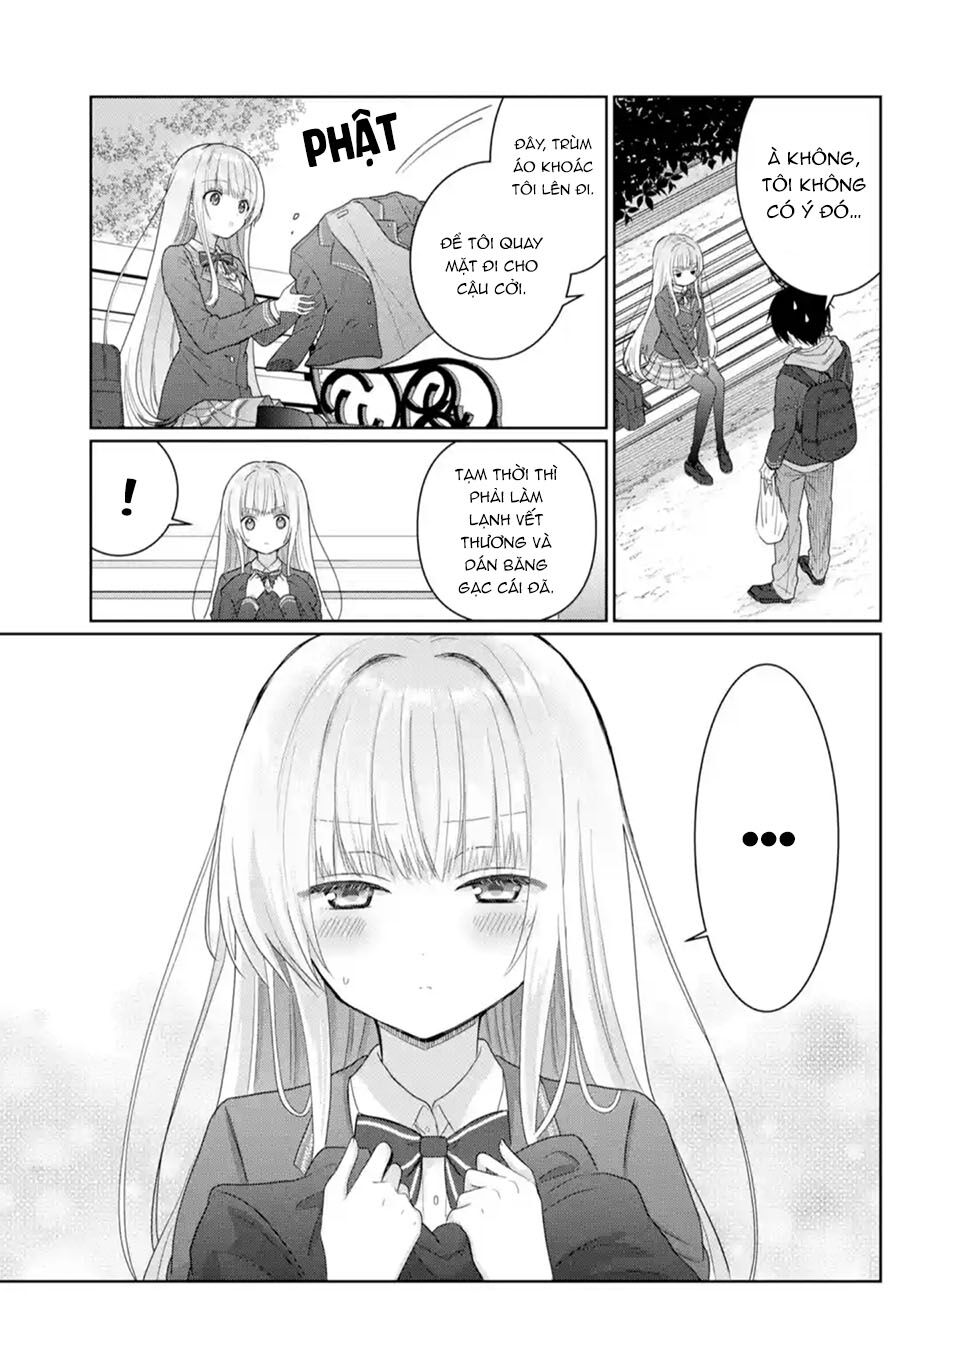 À KHÔNG,
TÔI KHÔNG
CÓ Ý ĐÓ...
ĐÂY, TRÙM
ÁO KHOÁC
TÔI LÊN ĐI.
ĐỂ TÔI QUAY
MẶT ĐI CHO
CẬU CỞI.
PHẬT
TẠM THỜI THÌ
PHẢI LÀM
LẠNH VẾT
THƯƠNG VÀ
DÁN BĂNG
GẠC CÁI ĐÃ.
!
•••